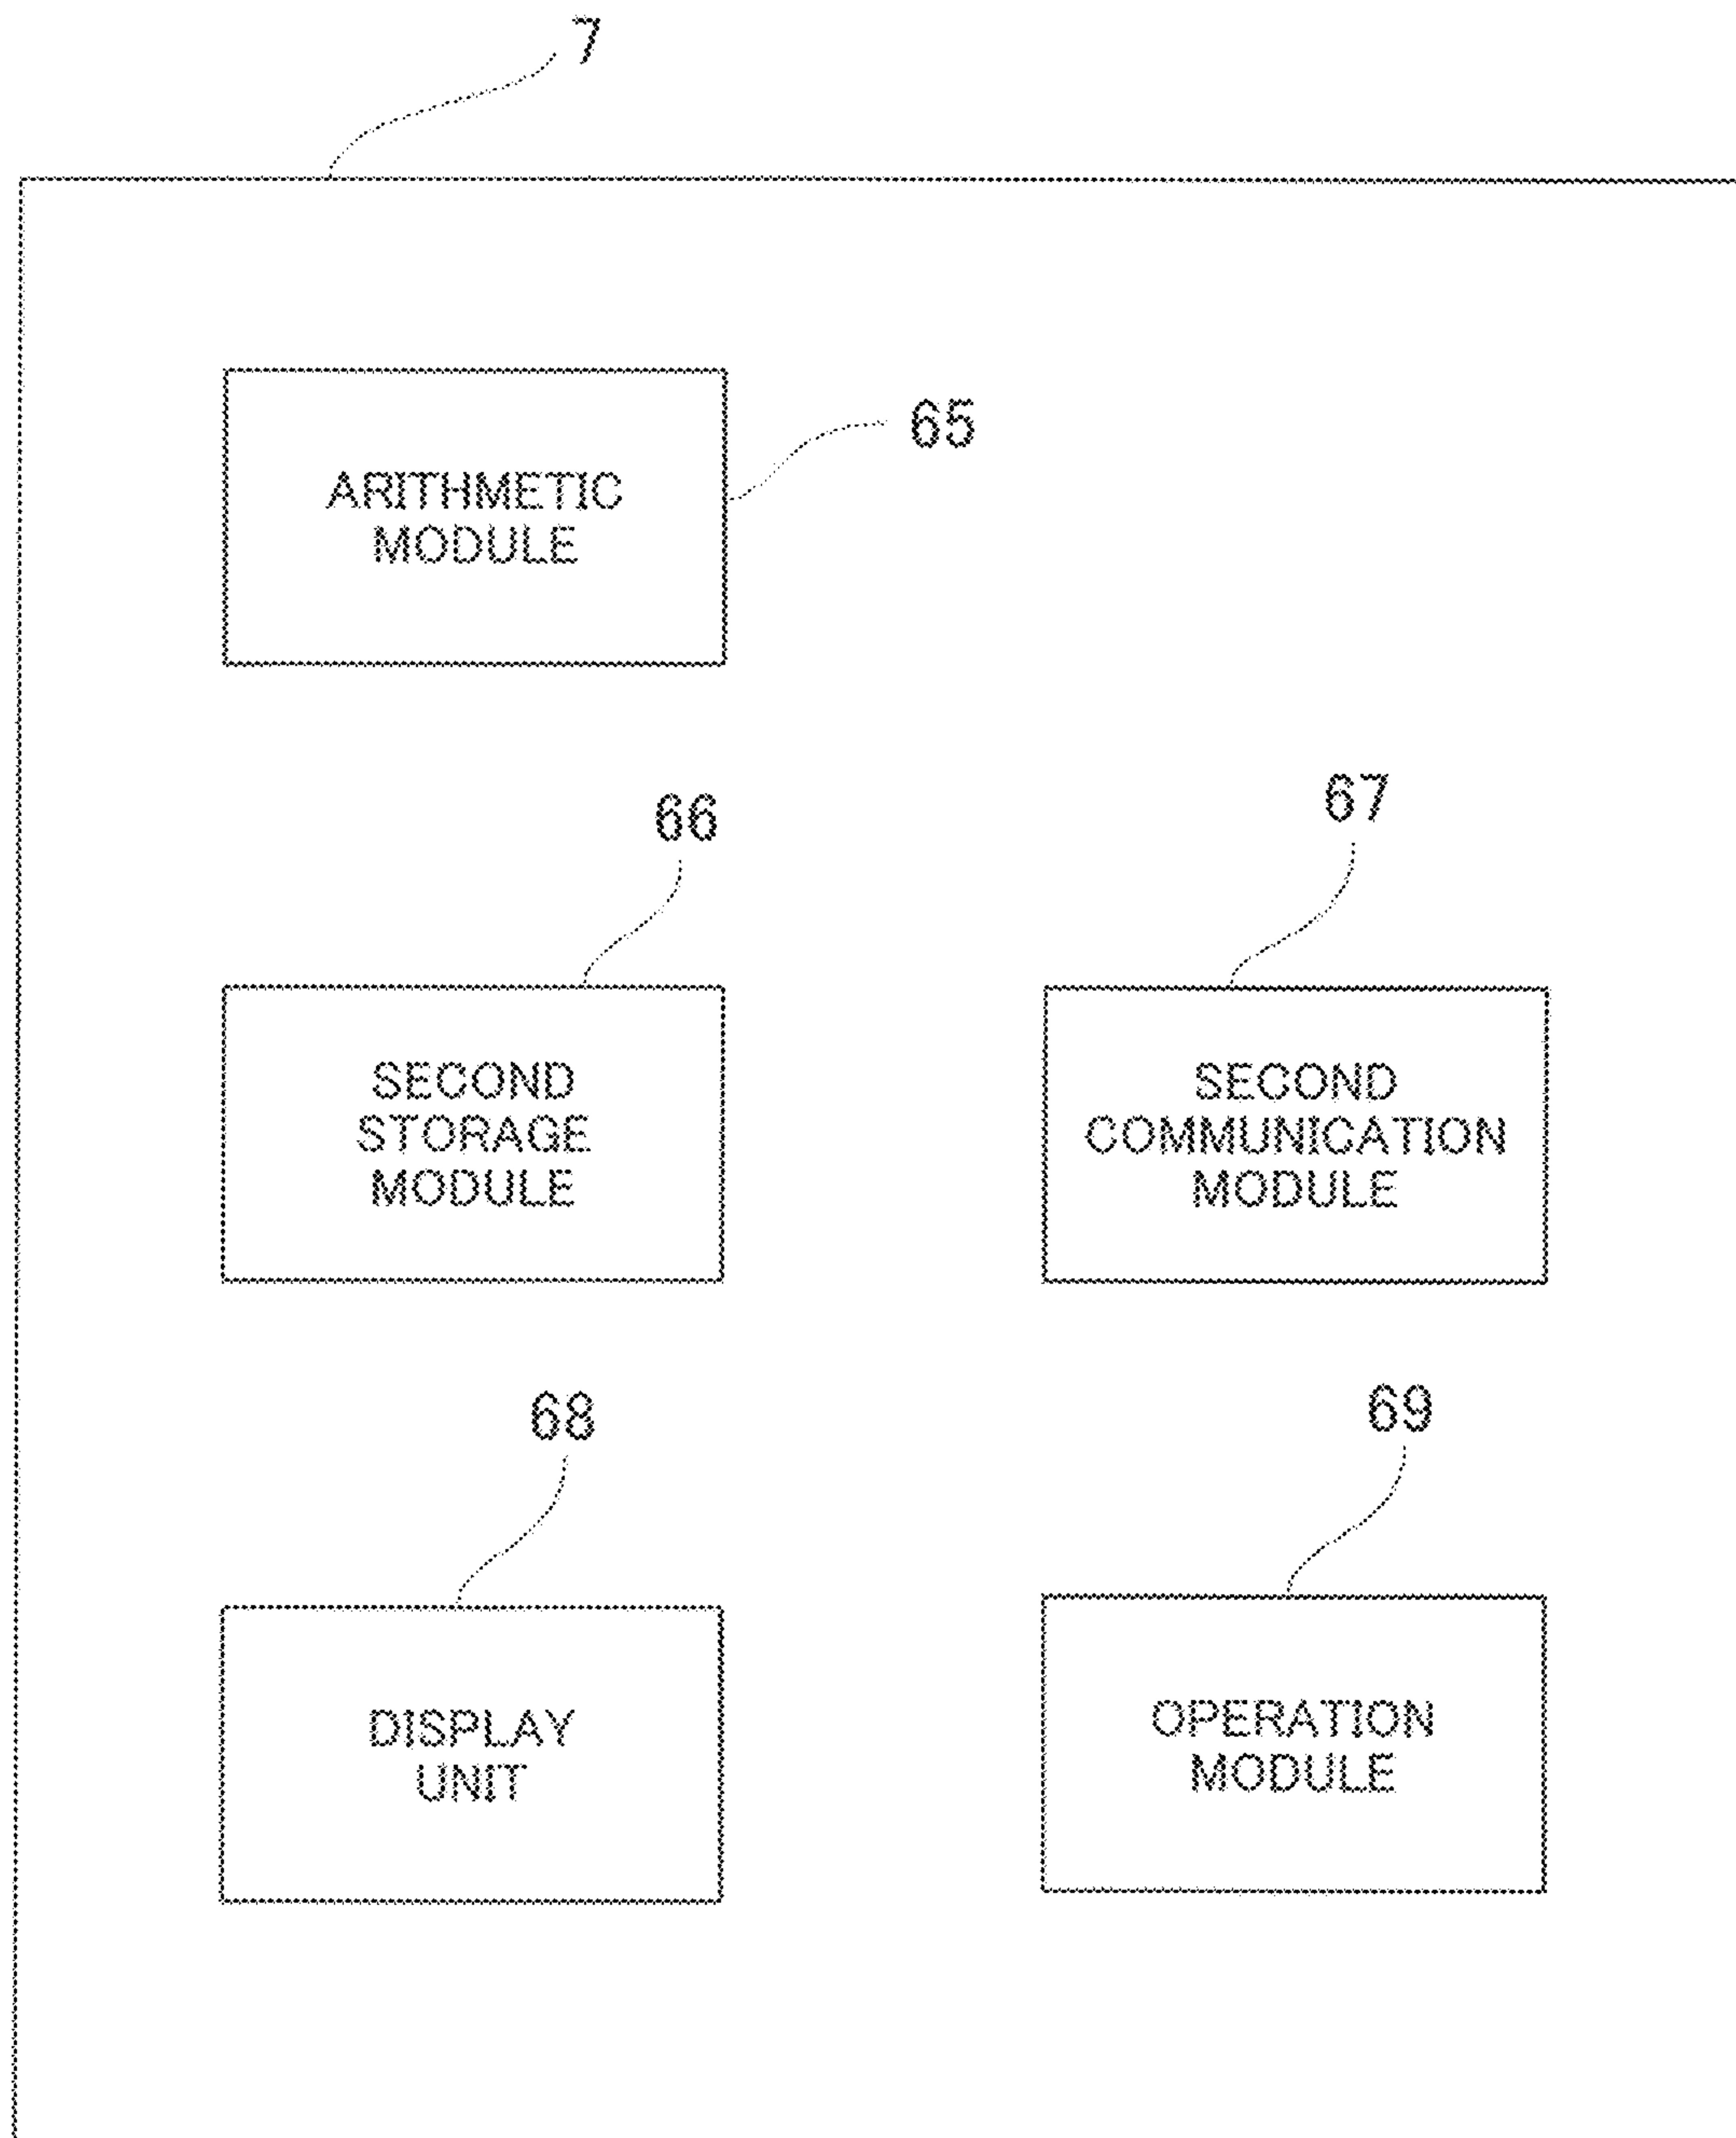 7
65
ARITHMETIC
MODULE
66
67
SECOND
STORAGE
MODULE
SECOND
COMMUNICATION
MODULE
68
69
DISPLAY
UNIT
OPERATION
MODULE